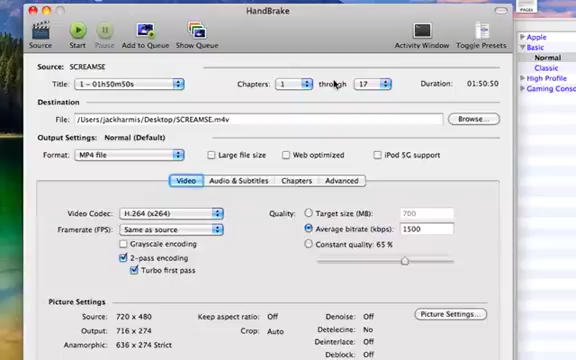 HandBrake
Source Start Pause Add to Queue Show Queue Activity Window Toggle Presets
Source: SCREAMSE
Title: 1 - 01h50m50s Chapters: 1 through 17 Duration: 01:50:50
Destination
File: /Users/jackharmis/Desktop/SCREAMSE.m4v Browse...
Output Settings: Normal (Default)
Format: MP4 file Large file size Web optimized iPod 5G support
Video Audio & Subtitles Chapters Advanced
Video Codec: H.264 (x264) Quality: Target size (MB): 700
Framerate (FPS): Same as source Average bitrate (kbps): 1500
Grayscale encoding Constant quality: 65 %
2-pass encoding
Turbo first pass
Picture Settings
Source: 720 x 480 Keep aspect ratio: Off Denoise: Off Picture Settings...
Output: 716 x 274 Crop: Auto Detelecine: No
Anamorphic: 636 x 274 Strict Deinterlace: Off
Deblock: Off
Apple
Basic
Normal
Classic
High Profile
Gaming Conso